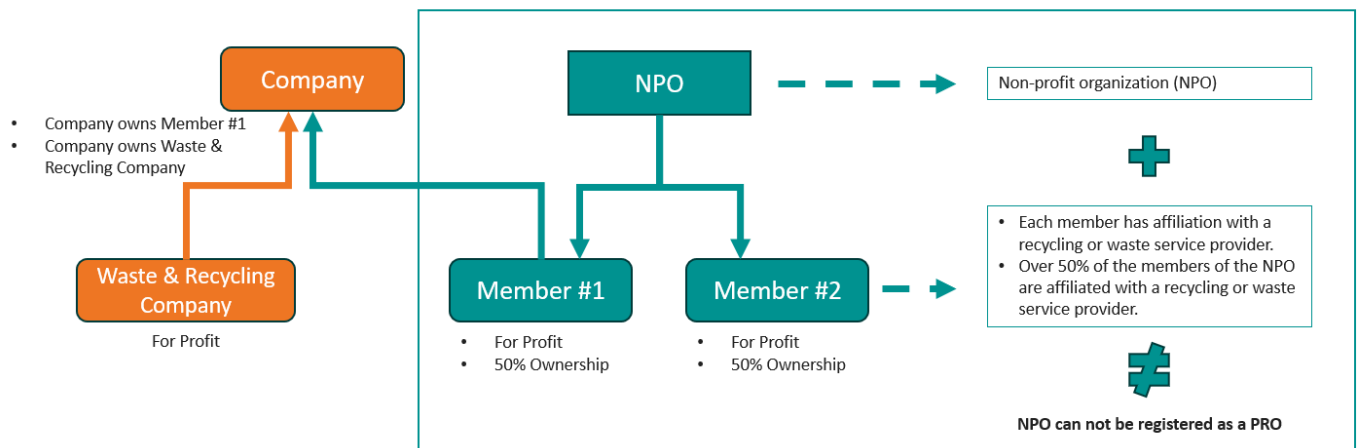 Company
• Company owns Member #1
• Company owns Waste &
Recycling Company
Waste & Recycling
Company
For Profit
NPO
Member #1
• For Profit
• 50% Ownership
Member #2
• For Profit
• 50% Ownership
Non-profit organization (NPO)
• Each member has affiliation with a
recycling or waste service provider.
• Over 50% of the members of the NPO
are affiliated with a recycling or waste
service provider.
NPO can not be registered as a PRO